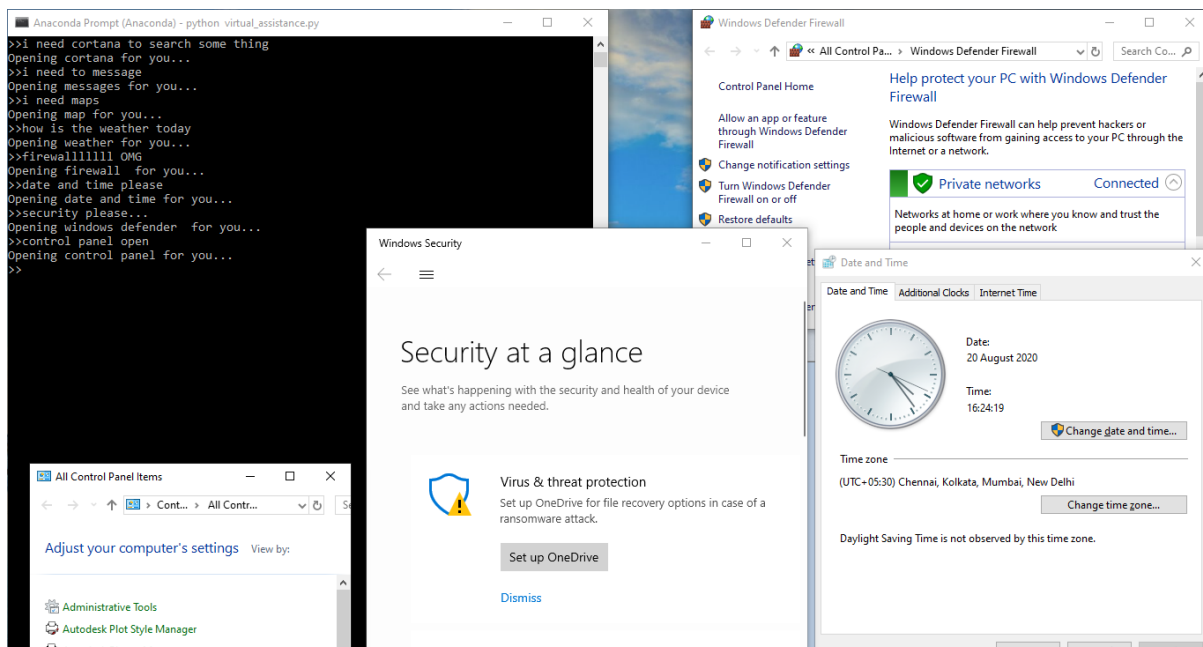 Anaconda Prompt (Anaconda) - python virtual_assistance.py
>>i need cortana to search some thing
Opening cortana for you...
>>i need to message
Opening messages for you...
>>i need maps
Opening map for you...
>>how is the weather today
Opening weather for you...
>>firewalllllll OMG
Opening firewall  for you...
>>date and time please
Opening date and time for you...
>>security please...
Opening windows defender  for you...
>>control panel open
Opening control panel for you...
>>
Windows Defender Firewall
« All Control Pa... › Windows Defender Firewall
Search Co...
Control Panel Home
Allow an app or feature
through Windows Defender
Firewall
Change notification settings
Turn Windows Defender
Firewall on or off
Restore defaults
Help protect your PC with Windows Defender
Firewall
Windows Defender Firewall can help prevent hackers or
malicious software from gaining access to your PC through the
Internet or a network.
Private networks
Connected
Networks at home or work where you know and trust the
people and devices on the network
Windows Security
Security at a glance
See what's happening with the security and health of your device
and take any actions needed.
Virus & threat protection
Set up OneDrive for file recovery options in case of a
ransomware attack.
Set up OneDrive
Dismiss
Date and Time
Date and Time
Additional Clocks
Internet Time
Date:
20 August 2020
Time:
16:24:19
Change date and time...
Time zone
(UTC+05:30) Chennai, Kolkata, Mumbai, New Delhi
Change time zone...
Daylight Saving Time is not observed by this time zone.
All Control Panel Items
› Cont... › All Contr...
Adjust your computer's settings
View by:
Administrative Tools
Autodesk Plot Style Manager